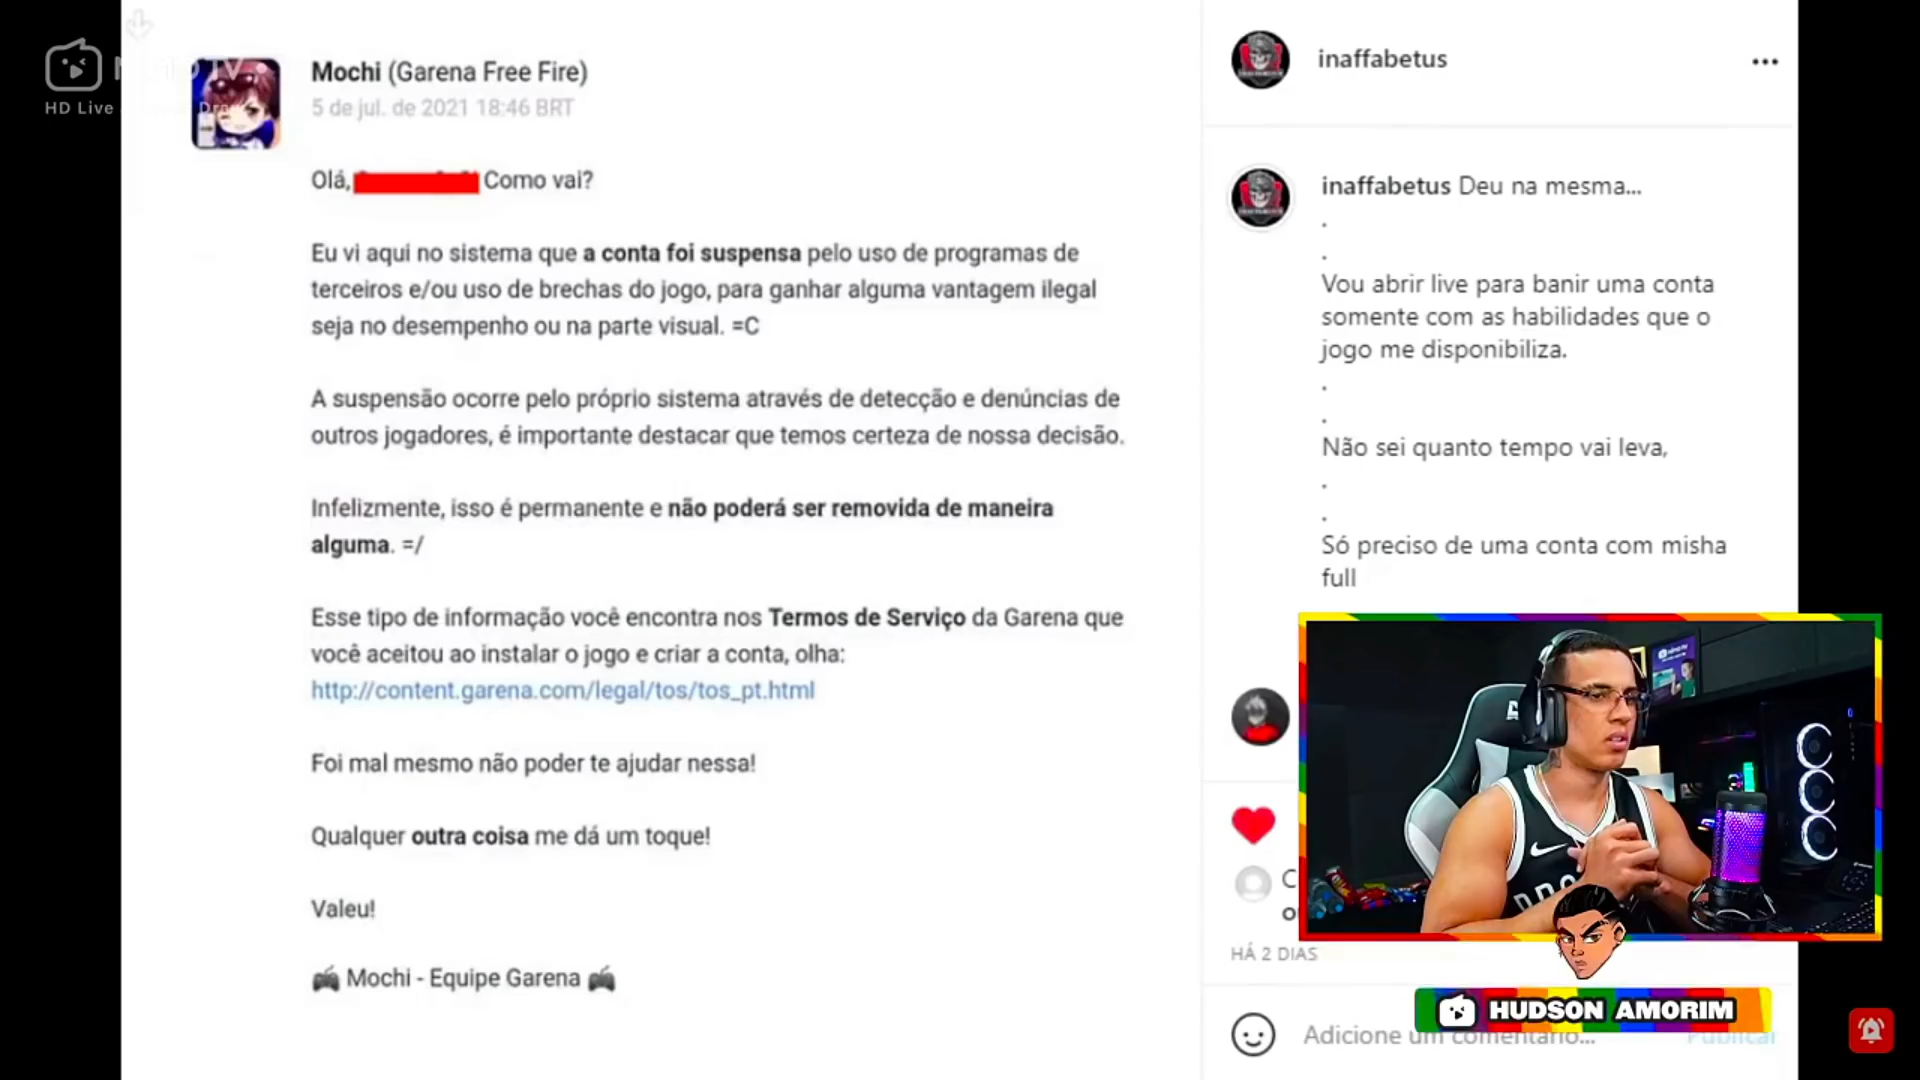 HD Live
Mochi (Garena Free Fire)
5 de jul. de 2021 18:46 BRT
Olá, Como vai?
Eu vi aqui no sistema que a conta foi suspensa pelo uso de programas de
terceiros e/ou uso de brechas do jogo, para ganhar alguma vantagem ilegal
seja no desempenho ou na parte visual. =C
A suspensão ocorre pelo próprio sistema através de detecção e denúncias de
outros jogadores, é importante destacar que temos certeza de nossa decisão.
Infelizmente, isso é permanente e não poderá ser removida de maneira
alguma. =/
Esse tipo de informação você encontra nos Termos de Serviço da Garena que
você aceitou ao instalar o jogo e criar a conta, olha:
http://content.garena.com/legal/tos/tos_pt.html
Foi mal mesmo não poder te ajudar nessa!
Qualquer outra coisa me dá um toque!
Valeu!
Mochi - Equipe Garena
inaffabetus
...
inaffabetus Deu na mesma...
.
.
Vou abrir live para banir uma conta
somente com as habilidades que o
jogo me disponibiliza.
.
.
Não sei quanto tempo vai leva,
.
.
Só preciso de uma conta com misha
full
HÁ 2 DIAS
HUDSON AMORIM
Adicione um comentário...
Publicar